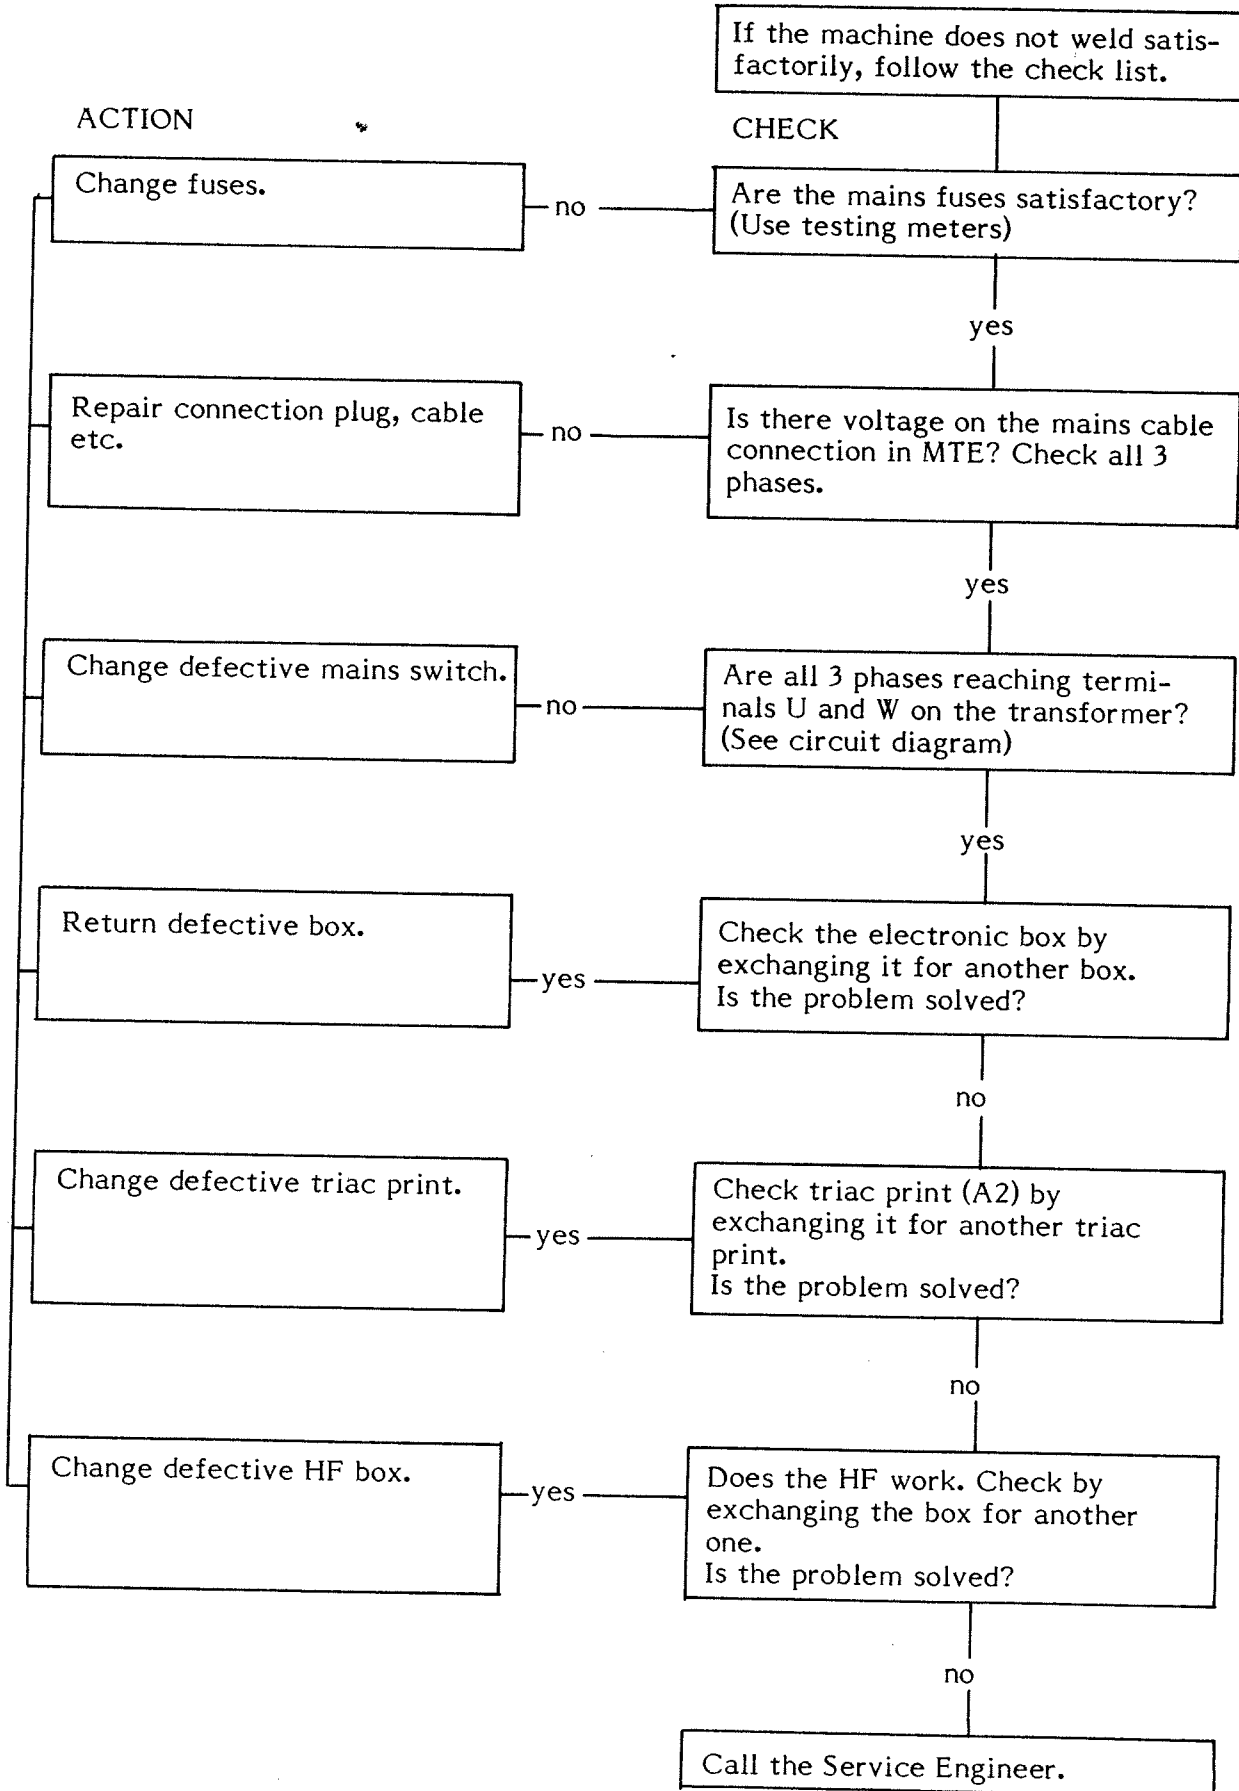 If the machine does not weld satis-
factorily, follow the check list.
ACTION
CHECK
Change fuses.
no
Are the mains fuses satisfactory?
(Use testing meters)
yes
Repair connection plug, cable
etc.
no
Is there voltage on the mains cable
connection in MTE? Check all 3
phases.
yes
Change defective mains switch.
no
Are all 3 phases reaching termi-
nals U and W on the transformer?
(See circuit diagram)
yes
Return defective box.
yes
Check the electronic box by
exchanging it for another box.
Is the problem solved?
no
Change defective triac print.
yes
Check triac print (A2) by
exchanging it for another triac
print.
Is the problem solved?
no
Change defective HF box.
yes
Does the HF work. Check by
exchanging the box for another
one.
Is the problem solved?
no
Call the Service Engineer.